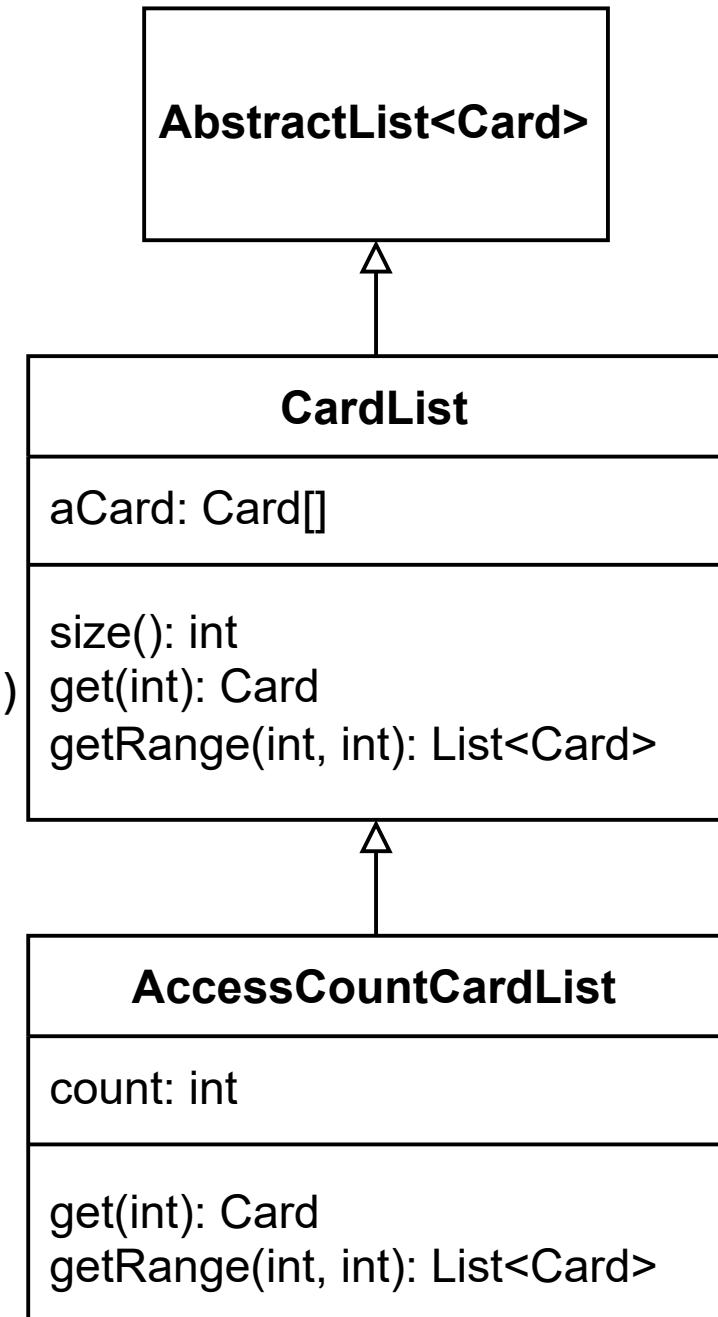 AbstractList<Card>
CardList
aCard: Card[]
size(): int
) get(int): Card
getRange(int, int): List<Card>
AccessCountCardList
count: int
get(int): Card
getRange(int, int): List<Card>